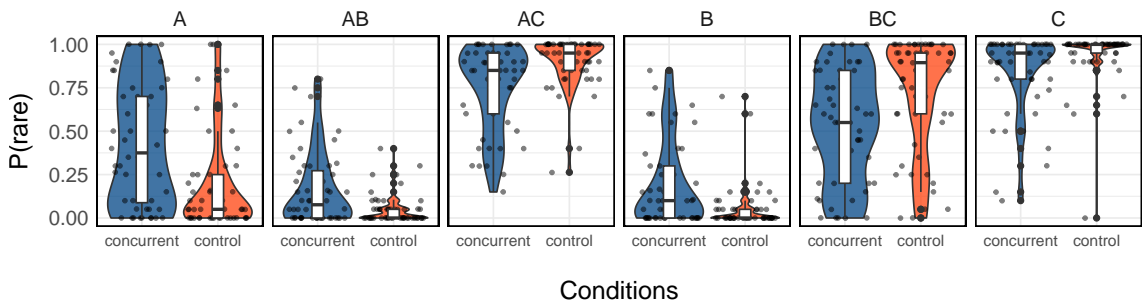 A AB AC B BC C
P(rare)
1.00
0.75
0.50
0.25
0.00
concurrent control concurrent control concurrent control concurrent control concurrent control concurrent control
Conditions